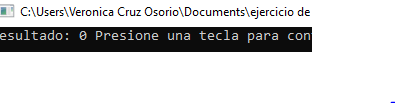 C:\Users\Veronica Cruz Osorio\Documents\ejercicio de
esultado: 0 Presione una tecla para con